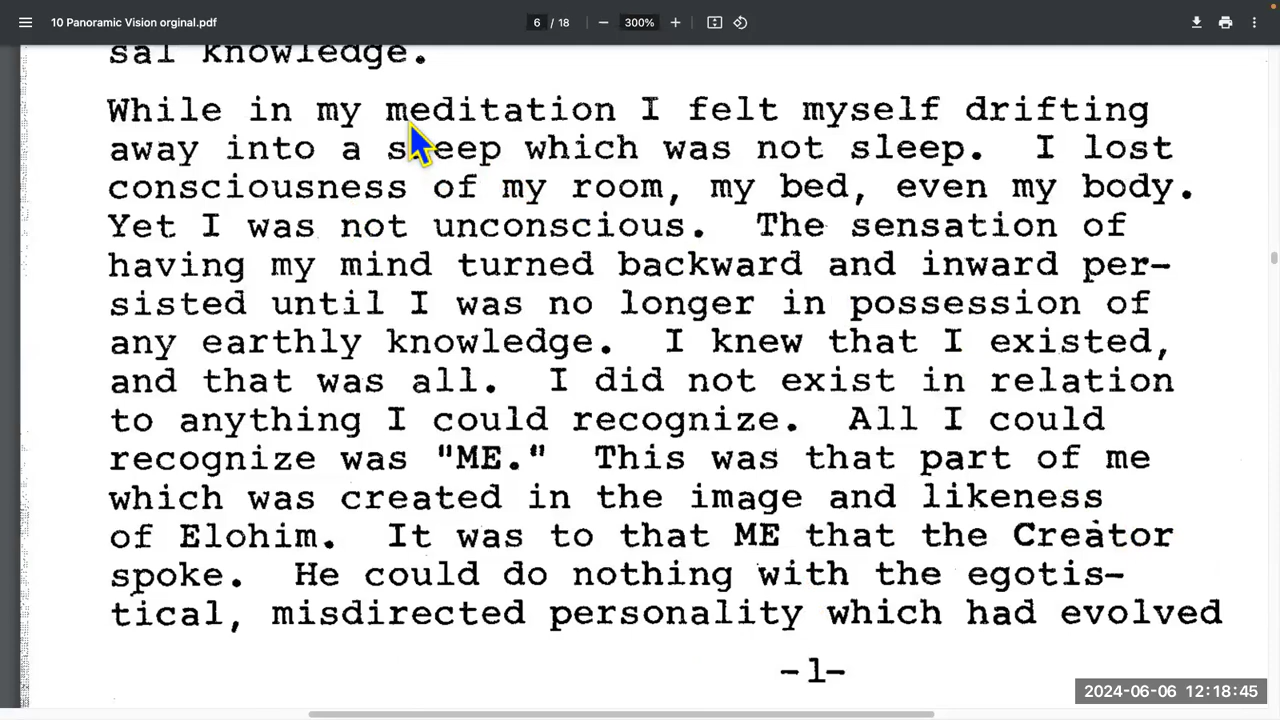 10 Panoramic Vision orginal.pdf
6 / 18
300%
sal knowledge.
While in my meditation I felt myself drifting
away into a sleep which was not sleep. I lost
consciousness of my room, my bed, even my body.
Yet I was not unconscious. The sensation of
having my mind turned backward and inward per-
sisted until I was no longer in possession of
any earthly knowledge. I knew that I existed,
and that was all. I did not exist in relation
to anything I could recognize. All I could
recognize was "ME." This was that part of me
which was created in the image and likeness
of Elohim. It was to that ME that the Creator
spoke. He could do nothing with the egotis-
tical, misdirected personality which had evolved
-1-
2024-06-06 12:18:45